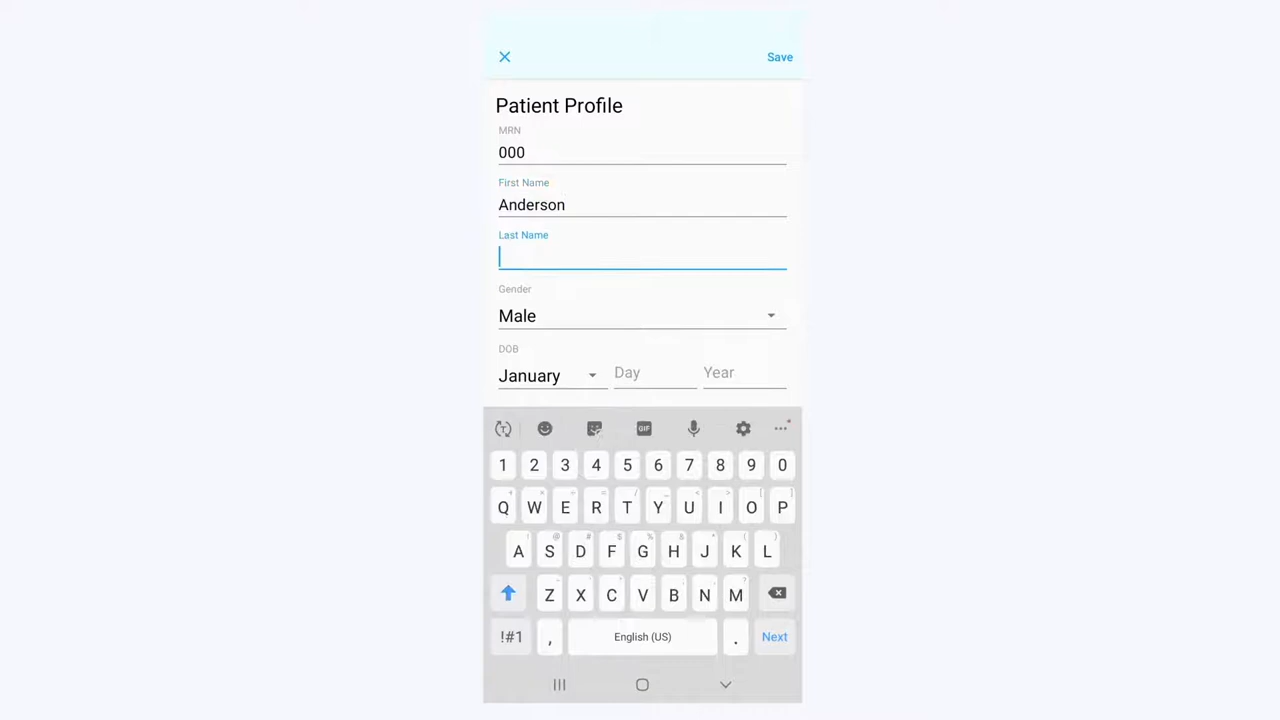 Save
Patient Profile
MRN
000
First Name
Anderson
Last Name
Gender
Male
DOB
January Day Year
GIF
1 2 3 4 5 6 7 8 9 0
Q W E R T Y U I O P
A S D F G H J K L
Z X C V B N M
!#1 , English (US) . Next